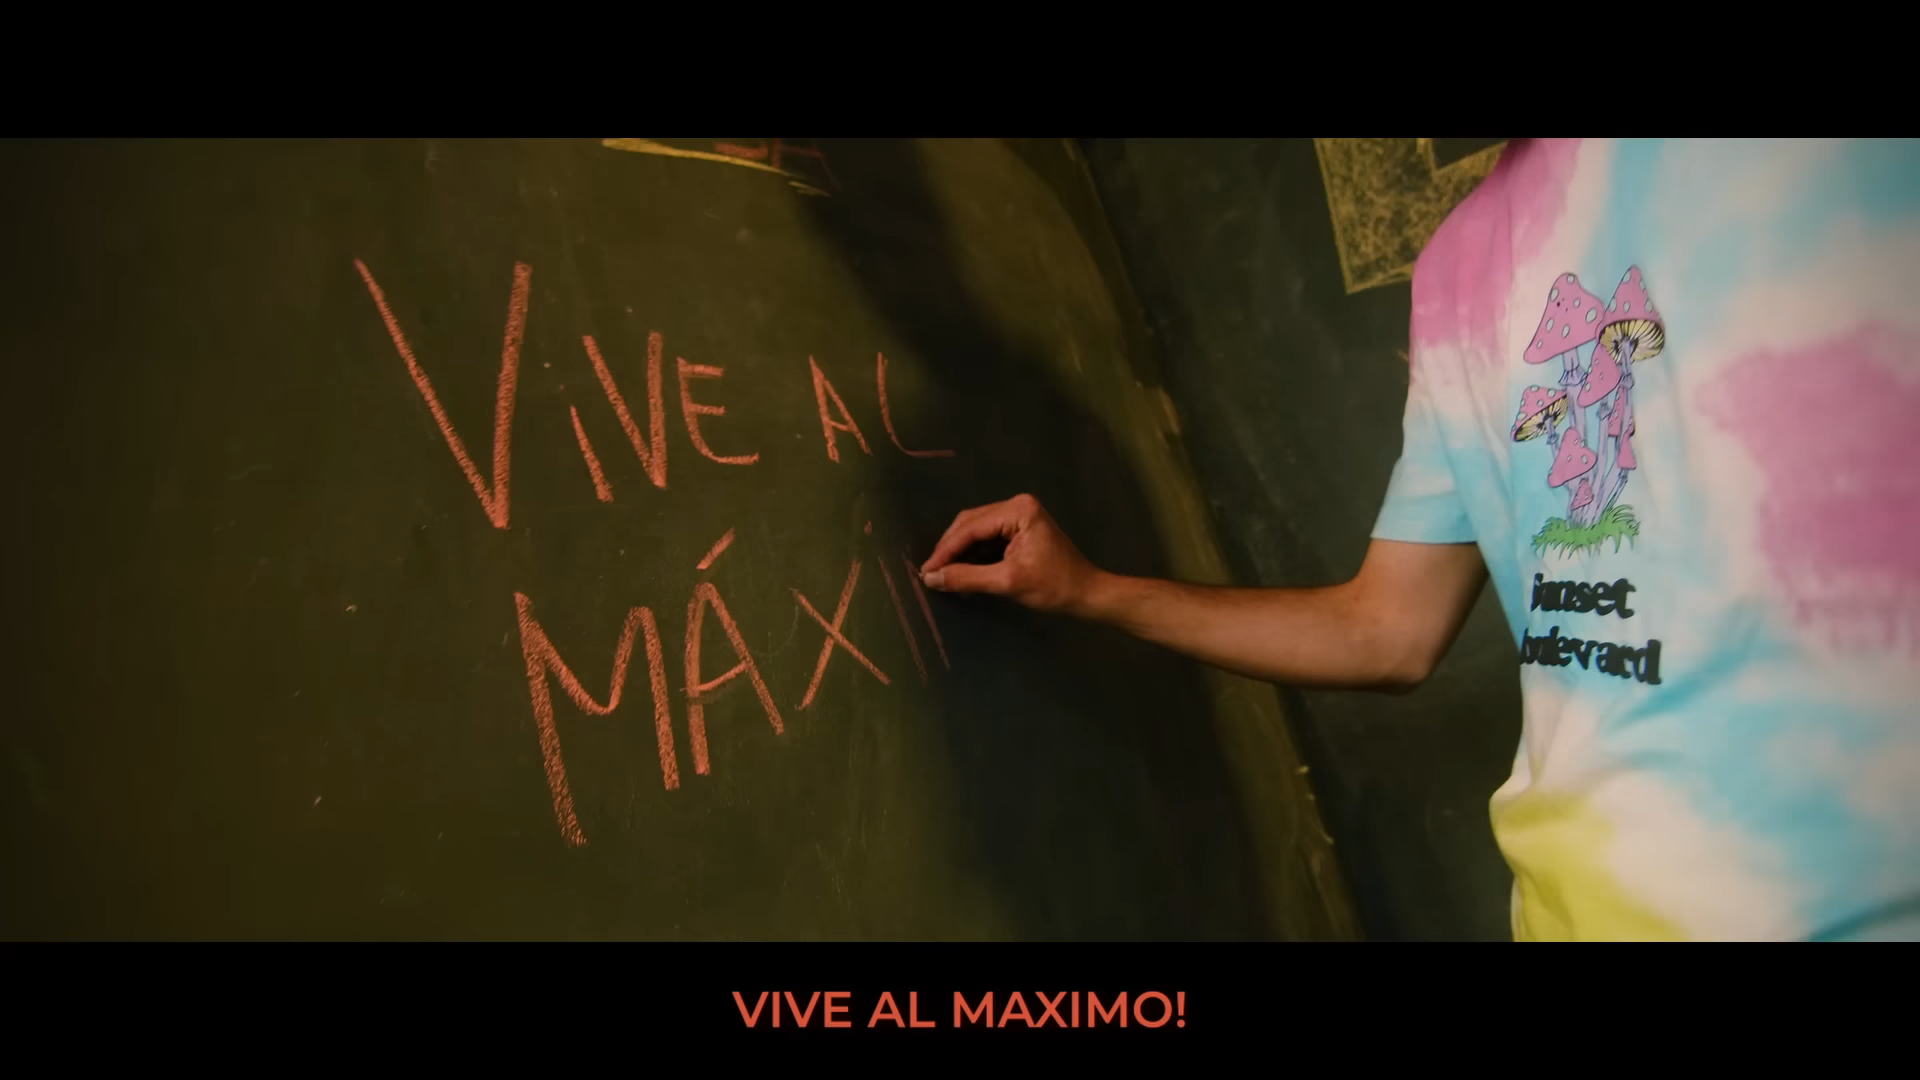 ViVE AL
MÁXI
sunset
boulevard
VIVE AL MAXIMO!